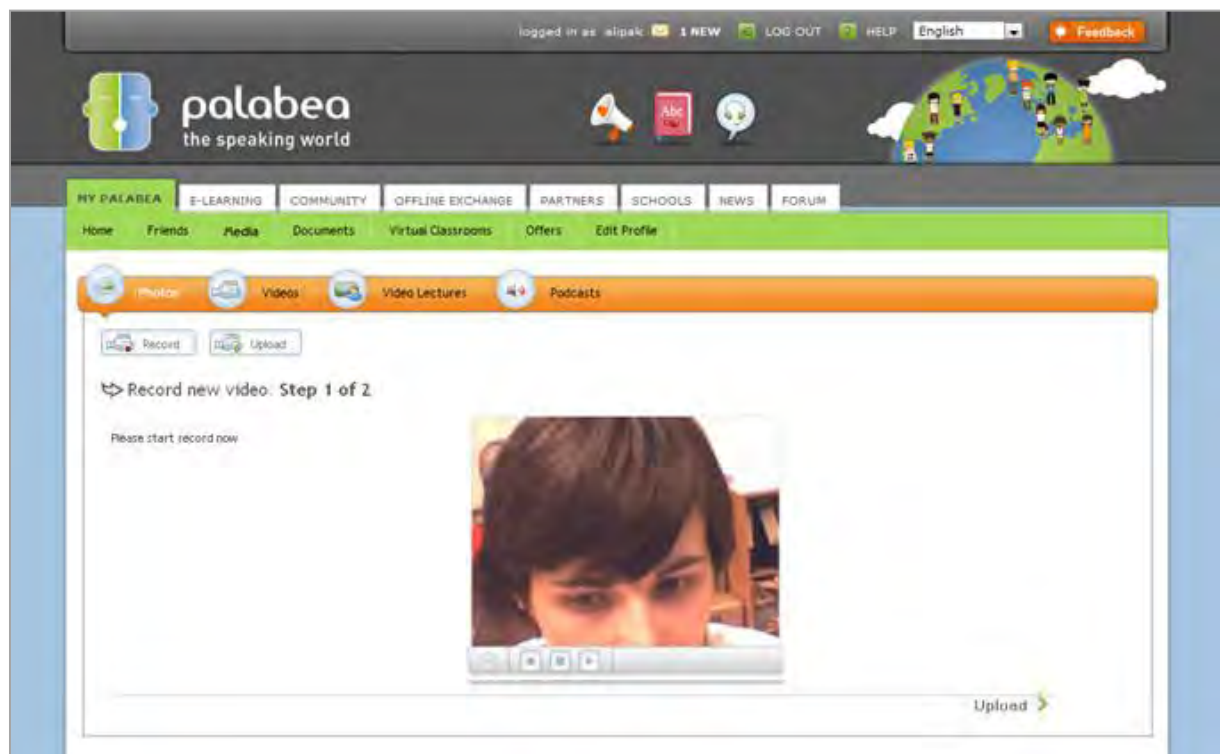 logged in as alipak 1 NEW LOG OUT HELP English Feedback
palabea
the speaking world
Abc
MY PALABEA E-LEARNING COMMUNITY OFFLINE EXCHANGE PARTNERS SCHOOLS NEWS FORUM
Home Friends Media Documents Virtual Classrooms Offers Edit Profile
Photos Videos Video Lectures Podcasts
Record Upload
Record new video. Step 1 of 2
Please start record now
Upload